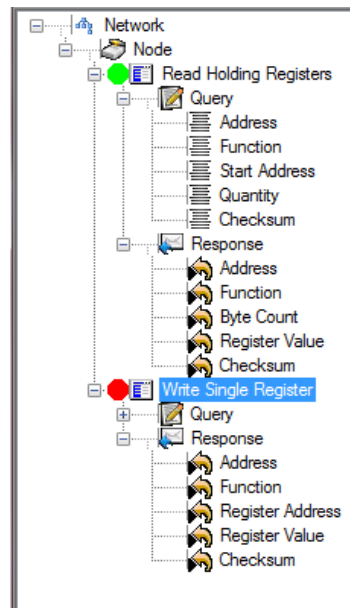 Network
Node
Read Holding Registers
Query
Address
Function
Start Address
Quantity
Checksum
Response
Address
Function
Byte Count
Register Value
Checksum
Write Single Register
Query
Response
Address
Function
Register Address
Register Value
Checksum